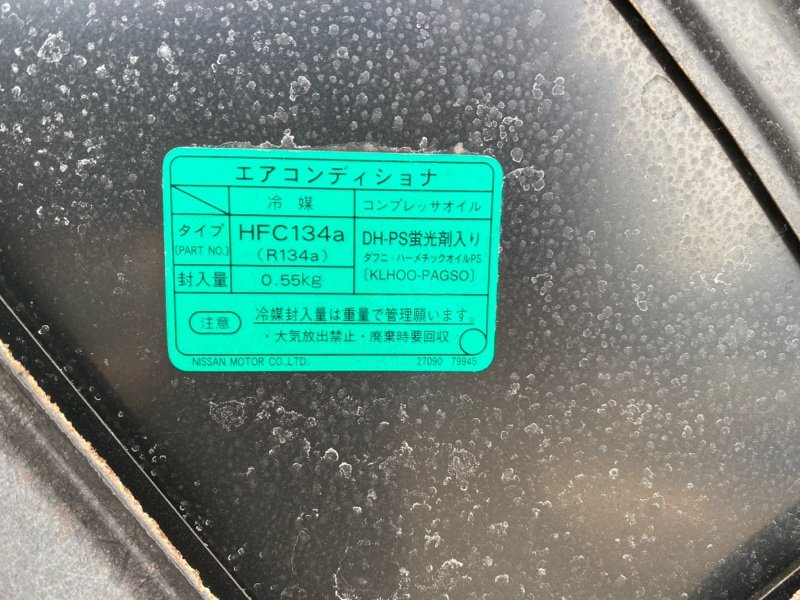 エアコンディショナ
冷媒 コンプレッサオイル
タイプ HFC134a DH-PS蛍光剤入り
(PART NO.) (R134a) ダフニ・ハーメチックオイルPS
封入量 0.55kg (KLHOO-PAGSO)
注意 冷媒封入量は重量で管理願います。
・大気放出禁止・廃棄時要回収
NISSAN MOTOR CO.,LTD. 27090 79945